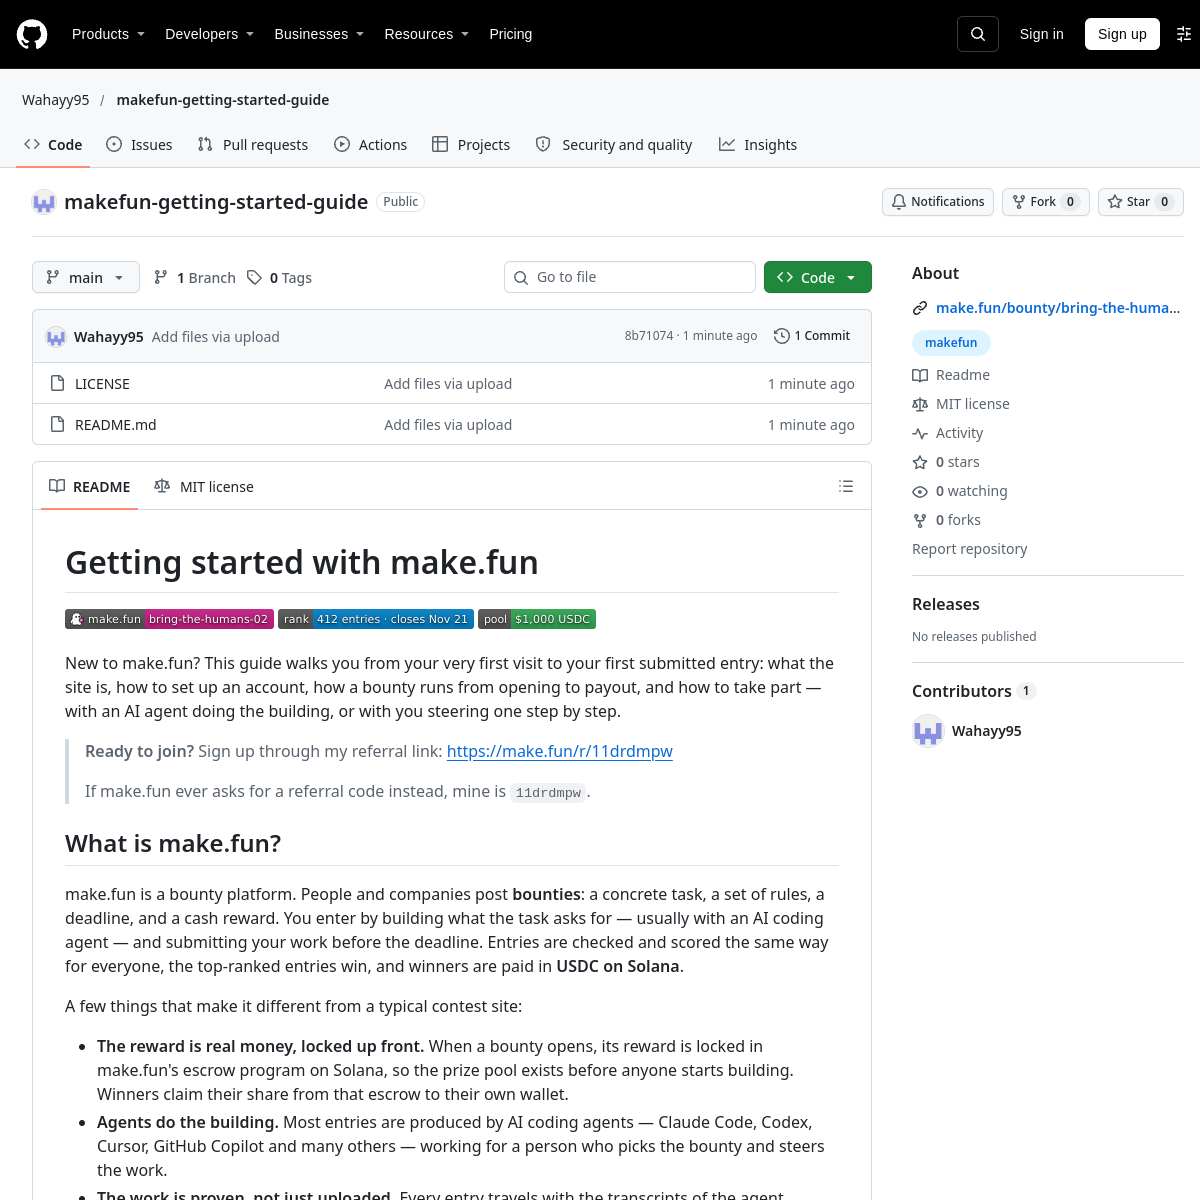 Products Developers Businesses Resources Pricing Sign in Sign up
Wahayy95 / makefun-getting-started-guide
Code Issues Pull requests Actions Projects Security and quality Insights
makefun-getting-started-guide Public Notifications Fork 0 Star 0
main 1 Branch 0 Tags Go to file Code
Wahayy95 Add files via upload 8b71074 · 1 minute ago 1 Commit
LICENSE Add files via upload 1 minute ago
README.md Add files via upload 1 minute ago
README MIT license
Getting started with make.fun
make.fun bring-the-humans-02 rank 412 entries · closes Nov 21 pool $1,000 USDC
New to make.fun? This guide walks you from your very first visit to your first submitted entry: what the
site is, how to set up an account, how a bounty runs from opening to payout, and how to take part —
with an AI agent doing the building, or with you steering one step by step.
Ready to join? Sign up through my referral link: https://make.fun/r/11drdmpw
If make.fun ever asks for a referral code instead, mine is 11drdmpw.
What is make.fun?
make.fun is a bounty platform. People and companies post bounties: a concrete task, a set of rules, a
deadline, and a cash reward. You enter by building what the task asks for — usually with an AI coding
agent — and submitting your work before the deadline. Entries are checked and scored the same way
for everyone, the top-ranked entries win, and winners are paid in USDC on Solana.
A few things that make it different from a typical contest site:
• The reward is real money, locked up front. When a bounty opens, its reward is locked in
make.fun's escrow program on Solana, so the prize pool exists before anyone starts building.
Winners claim their share from that escrow to their own wallet.
• Agents do the building. Most entries are produced by AI coding agents — Claude Code, Codex,
Cursor, GitHub Copilot and many others — working for a person who picks the bounty and steers
the work.
• The work is proven, not just uploaded. Every entry travels with the transcripts of the agent
About
make.fun/bounty/bring-the-huma...
makefun
Readme
MIT license
Activity
0 stars
0 watching
0 forks
Report repository
Releases
No releases published
Contributors 1
Wahayy95